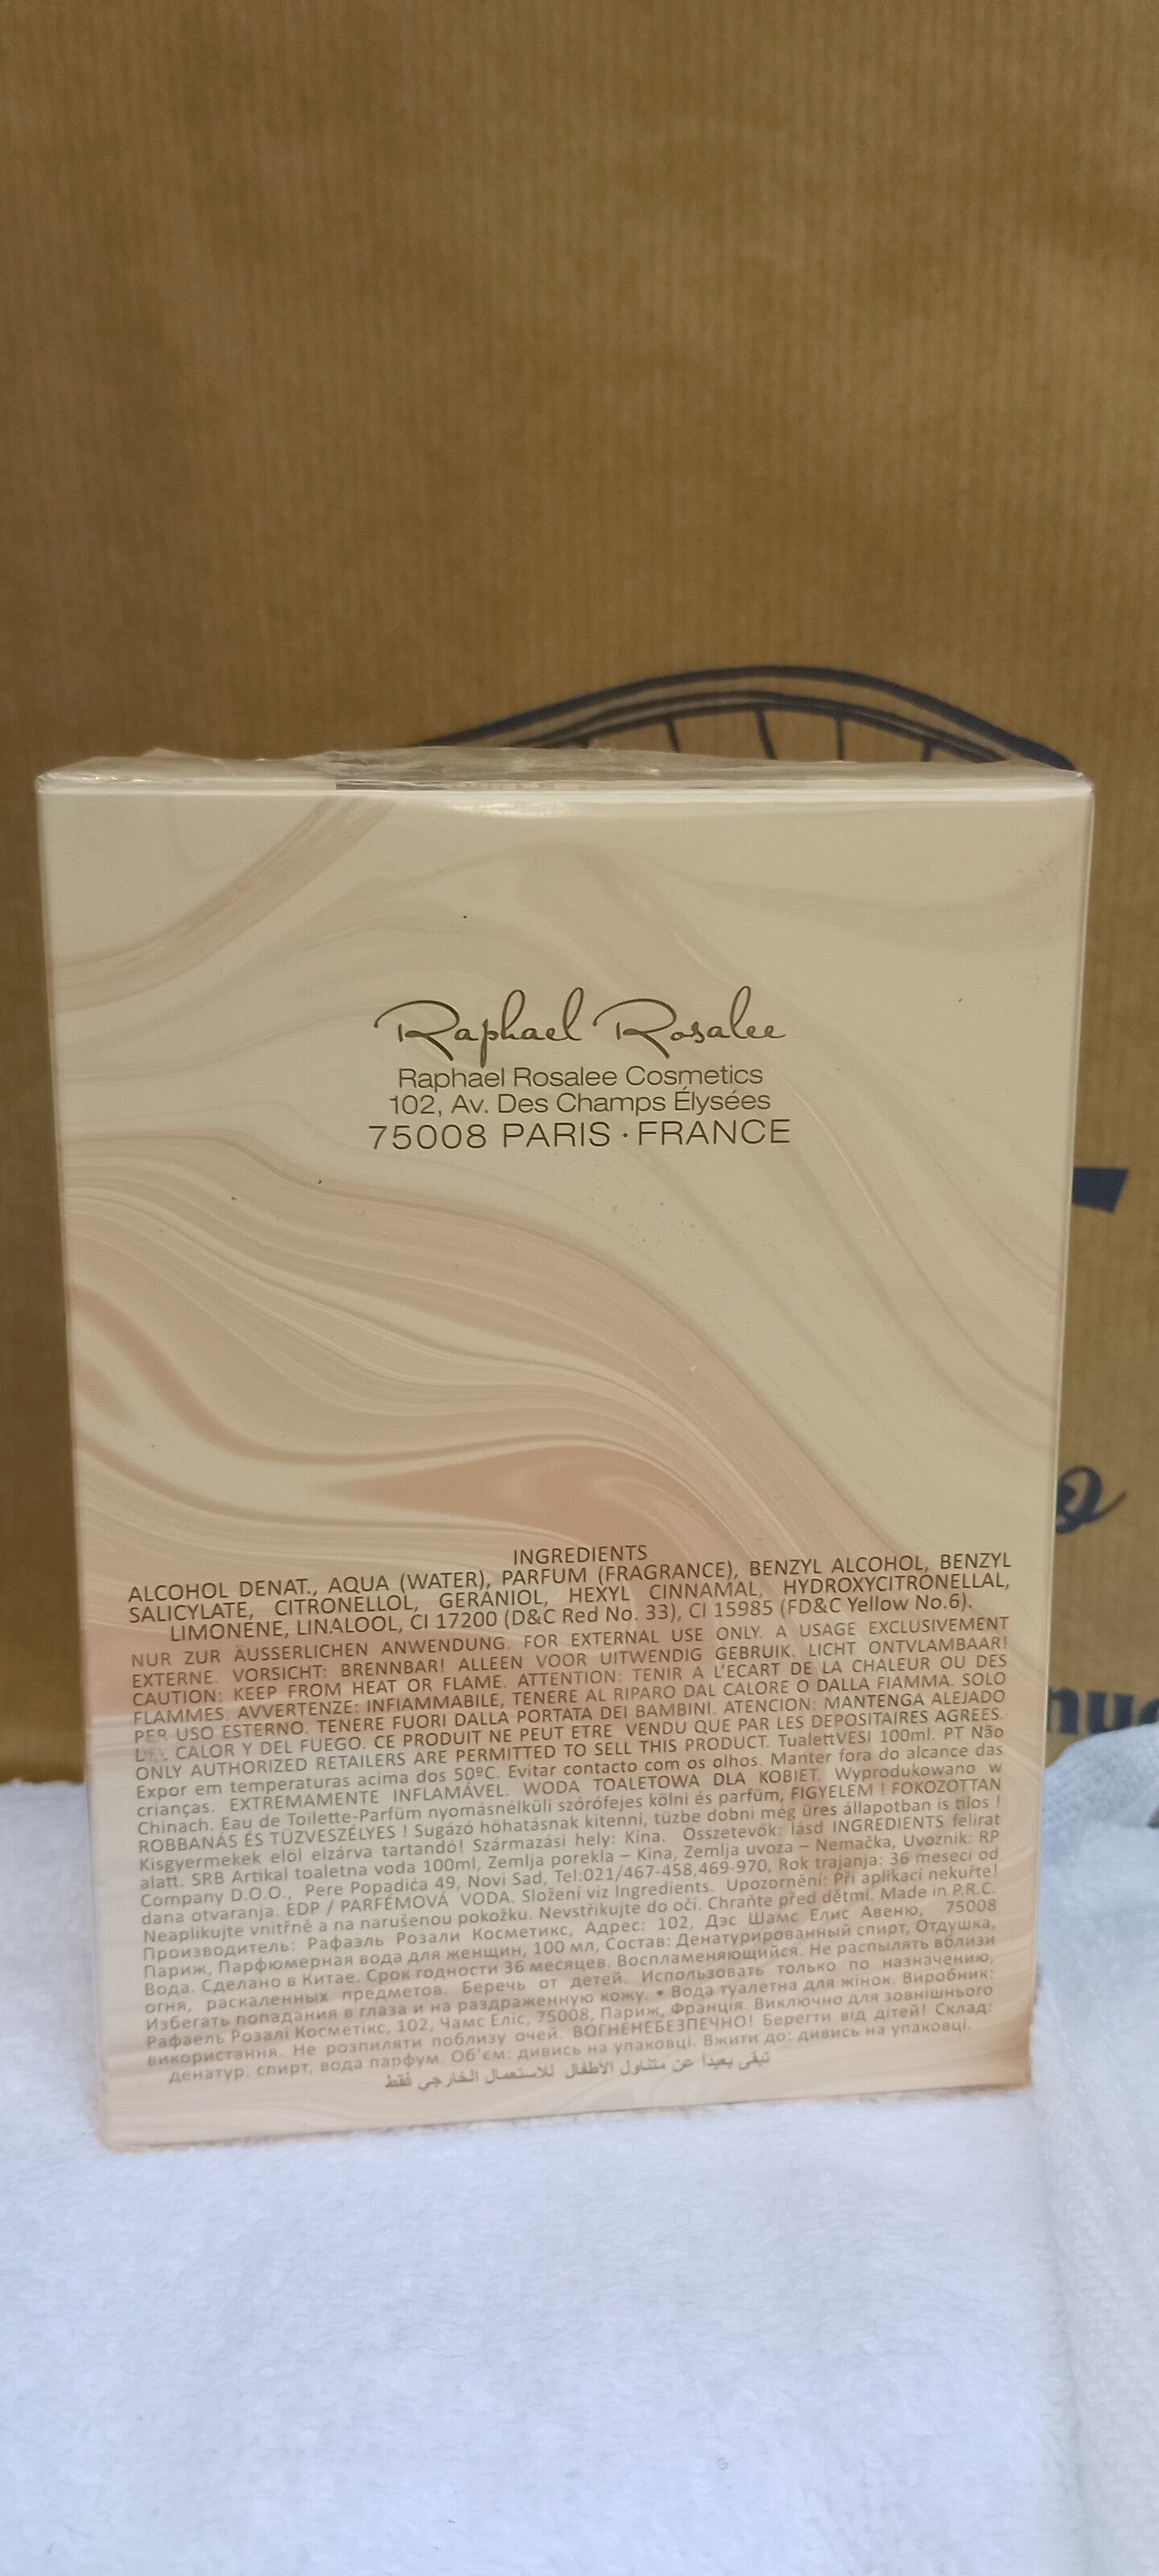 Raphael Rosalee
Raphael Rosalee Cosmetics
102, Av. Des Champs Élysées
75008 PARIS · FRANCE
INGREDIENTS
ALCOHOL DENAT., AQUA (WATER), PARFUM (FRAGRANCE), BENZYL ALCOHOL, BENZYL
SALICYLATE, CITRONELLOL, GERANIOL, HEXYL CINNAMAL, HYDROXYCITRONELLAL,
LIMONENE, LINALOOL, CI 17200 (D&C Red No. 33), CI 15985 (FD&C Yellow No.6).
NUR ZUR ÄUSSERLICHEN ANWENDUNG. FOR EXTERNAL USE ONLY. A USAGE EXCLUSIVEMENT
EXTERNE. VORSICHT: BRENNBAR! ALLEEN VOOR UITWENDIG GEBRUIK. LICHT ONTVLAMBAAR!
CAUTION: KEEP FROM HEAT OR FLAME. ATTENTION: TENIR A L'ECART DE LA CHALEUR OU DES
FLAMMES. AVVERTENZE: INFIAMMABILE, TENERE AL RIPARO DAL CALORE O DALLA FIAMMA. SOLO
PER USO ESTERNO. TENERE FUORI DALLA PORTATA DEI BAMBINI. ATENCION: MANTENGA ALEJADO
DEL CALOR Y DEL FUEGO. CE PRODUIT NE PEUT ETRE VENDU QUE PAR LES DEPOSITAIRES AGREES.
ONLY AUTHORIZED RETAILERS ARE PERMITTED TO SELL THIS PRODUCT. TualettVESI 100ml. PT Não
Expor em temperaturas acima dos 50ºC. Evitar contacto com os olhos. Manter fora do alcance das
crianças. EXTREMAMENTE INFLAMÁVEL. WODA TOALETOWA DLA KOBIET. Wyprodukowano w
Chinach. Eau de Toilette-Parfüm nyomásnélküli szórófejes kölni és parfüm, FIGYELEM ! FOKOZOTTAN
ROBBANÁS ÉS TÜZVESZÉLYES ! Sugázó höhatásnak kitenni, tüzbe dobni még üres állapotban is tilos !
Kisgyermekek elöl elzárva tartandó! Származási hely: Kína. Összetevők: lásd INGREDIENTS felirat
alatt. SRB Artikal toaletna voda 100ml, Zemlja porekla – Kina, Zemlja uvoza – Nemačka, Uvoznik: RP
Company D.O.O., Pere Popadića 49, Novi Sad, Tel:021/467-458,469-970, Rok trajanja: 36 meseci od
dana otvaranja. EDP / PARFÉMOVÁ VODA. Složení viz Ingredients. Upozornění: Při aplikaci nekuřte!
Neaplikujte vnitřně a na narušenou pokožku. Nevstřikujte do očí. Chraňte před dětmi. Made in P.R.C.
Производитель: Рафаэль Розали Косметикс, Адрес: 102, Дэс Шамс Елис Авеню, 75008
Париж, Парфюмерная вода для женщин, 100 мл, Состав: Денатурированный спирт, Отдушка,
Вода. Сделано в Китае. Срок годности 36 месяцев. Воспламеняющийся. Не распылять вблизи
огня, раскаленных предметов. Беречь от детей. Использовать только по назначению,
Избегать попадания в глаза и на раздраженную кожу. • Вода туалетна для жінок. Виробник:
Рафаель Розалі Косметікс, 102, Чамс Еліс, 75008, Париж, Франція. Виключно для зовнішнього
використання. Не розпиляти поблизу очей. ВОГНЕНЕБЕЗПЕЧНО! Берегти від дітей! Склад:
денатур. спирт, вода парфум. Об'єм: дивись на упаковці. Вжити до: дивись на упаковці.
تبقى بعيدا عن متناول الأطفال للاستعمال الخارجي فقط